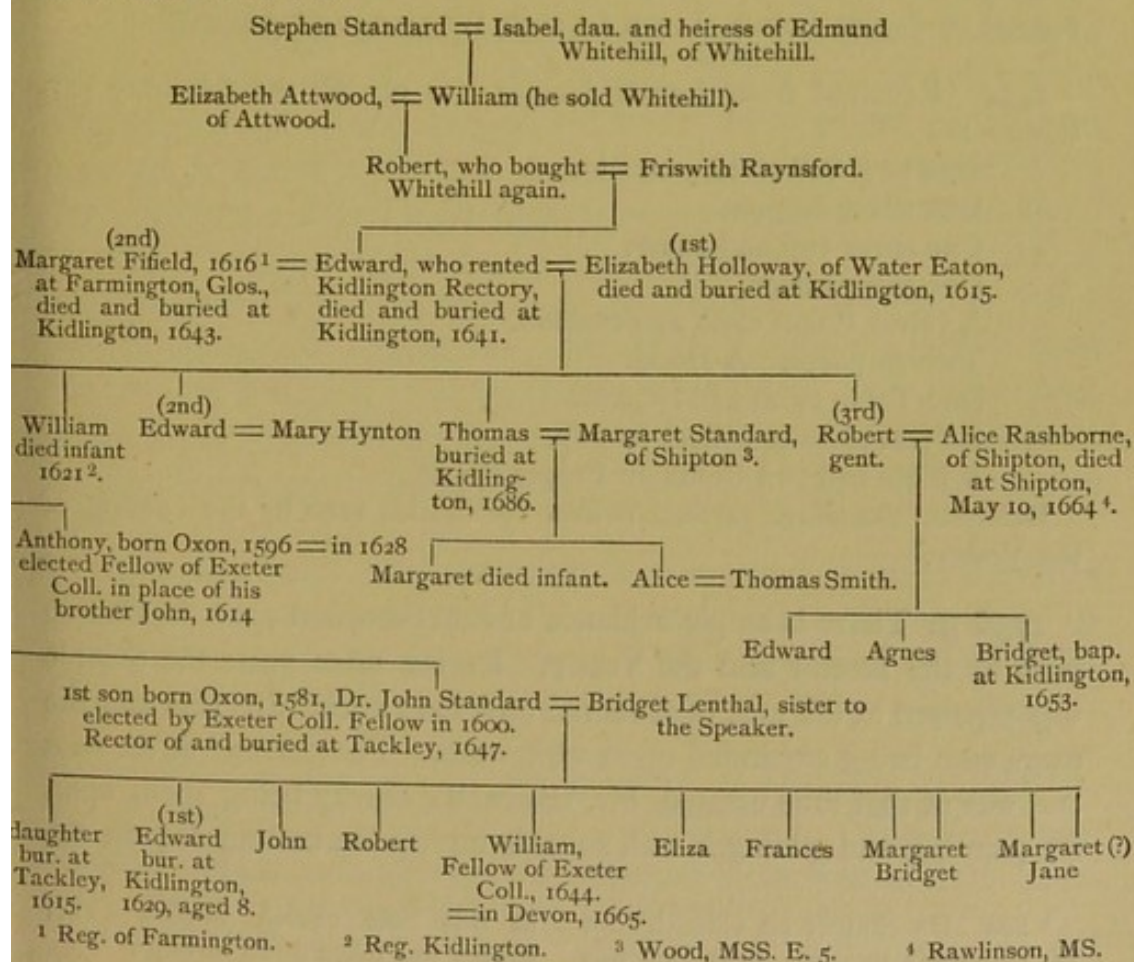 Stephen Standard = Isabel, dau. and heiress of Edmund
Whitehill, of Whitehill.
Elizabeth Attwood, = William (he sold Whitehill).
of Attwood.
Robert, who bought = Friswith Raynsford.
Whitehill again.
(2nd) (1st)
Margaret Fifield, 1616¹ = Edward, who rented = Elizabeth Holloway, of Water Eaton,
at Farmington, Glos., Kidlington Rectory, died and buried at Kidlington, 1615.
died and buried at died and buried at
Kidlington, 1643. Kidlington, 1641.
(2nd) (3rd)
William Edward = Mary Hynton Thomas = Margaret Standard, Robert = Alice Rashborne,
died infant buried at of Shipton ³. gent. of Shipton, died
1621². Kidling- at Shipton,
ton, 1686. May 10, 1664⁴.
Anthony, born Oxon, 1596 = in 1628
elected Fellow of Exeter Margaret died infant. Alice = Thomas Smith.
Coll. in place of his
brother John, 1614
Edward Agnes Bridget, bap.
at Kidlington,
1653.
1st son born Oxon, 1581, Dr. John Standard = Bridget Lenthal, sister to
elected by Exeter Coll. Fellow in 1600. the Speaker.
Rector of and buried at Tackley, 1647.
(1st)
daughter Edward John Robert William, Eliza Frances Margaret Margaret (?)
bur. at bur. at Fellow of Exeter Bridget Jane
Tackley, Kidlington, Coll., 1644.
1615. 1629, aged 8. = in Devon, 1665.
¹ Reg. of Farmington. ² Reg. Kidlington. ³ Wood, MSS. E. 5. ⁴ Rawlinson, MS.